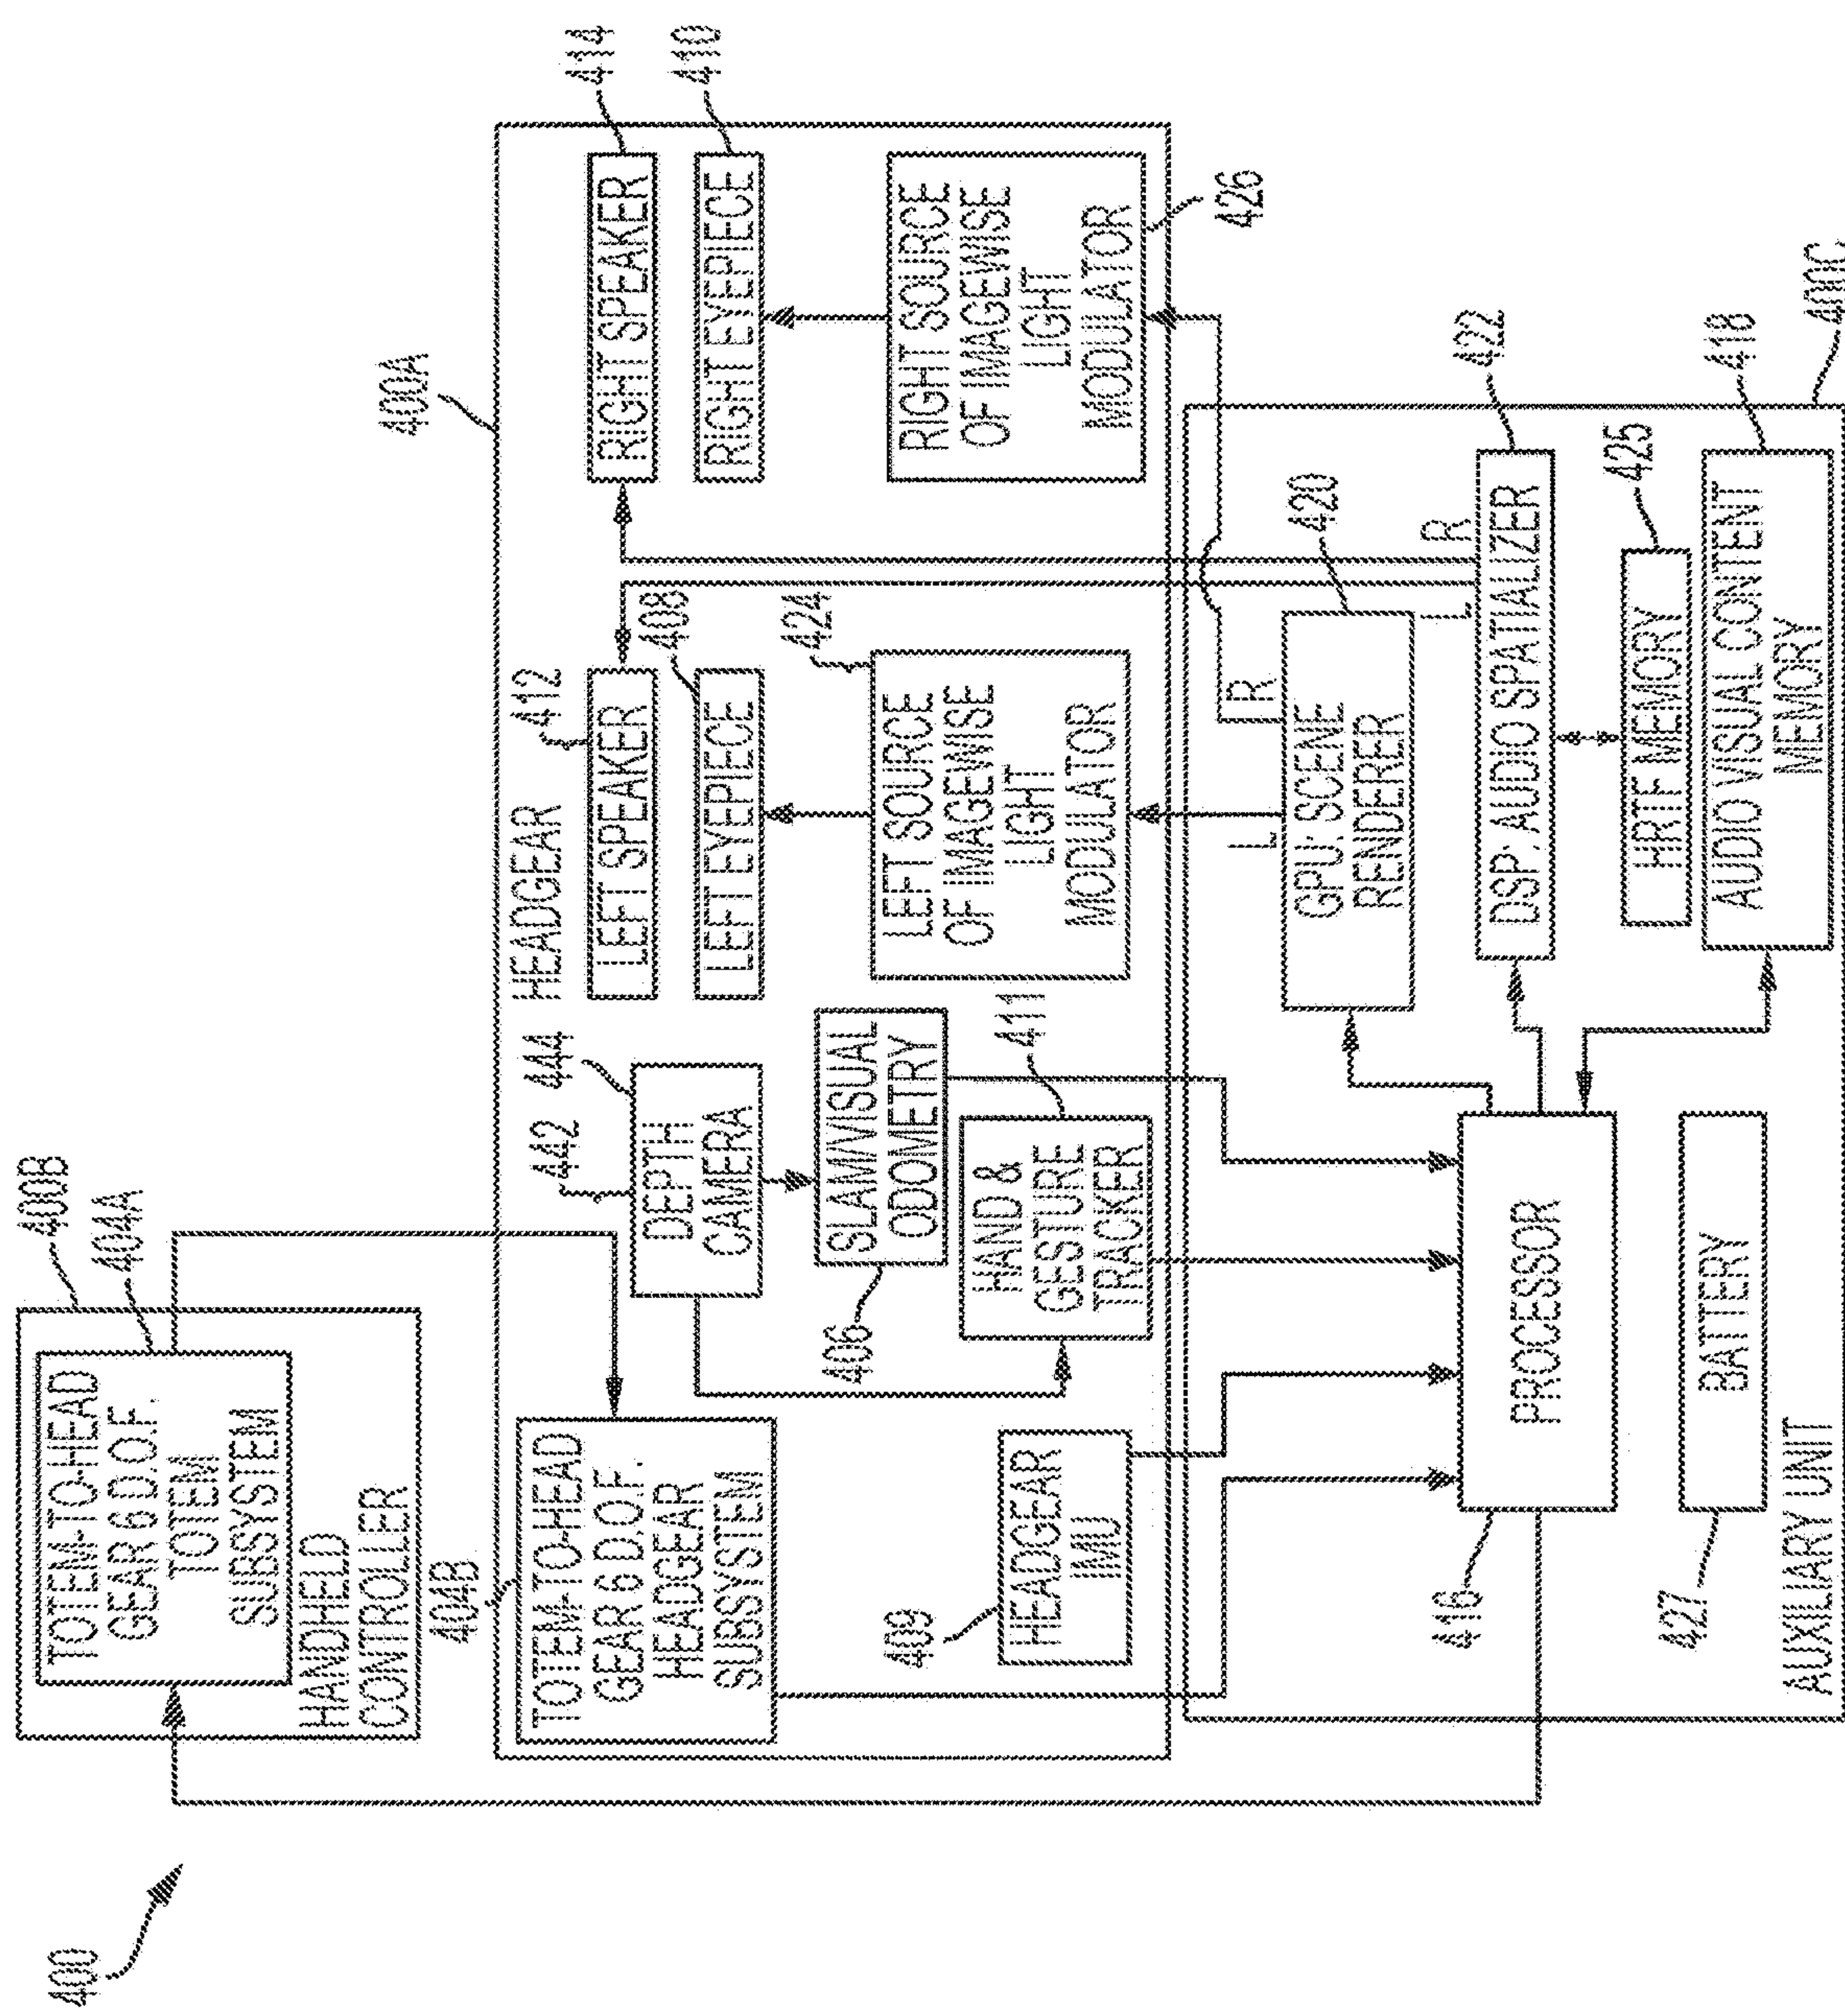 400
400B
404A
TOTEM-TO-HEAD
GEAR 6 D.O.F.
TOTEM
SUBSYSTEM
HANDHELD
CONTROLLER
404B
400A
HEADGEAR
TOTEM-TO-HEAD
GEAR 6 D.O.F.
HEADGEAR
SUBSYSTEM
442
444
DEPTH
CAMERA
412
LEFT SPEAKER
408
LEFT EYEPIECE
414
RIGHT SPEAKER
410
RIGHT EYEPIECE
406
SLAM/VISUAL
ODOMETRY
424
LEFT SOURCE
OF IMAGEWISE
LIGHT
MODULATOR
RIGHT SOURCE
OF IMAGEWISE
LIGHT
MODULATOR
426
409
HEADGEAR
IMU
HAND &
GESTURE
TRACKER
411
L
R
GPU: SCENE
RENDERER
420
L
R
416
PROCESSOR
DSP: AUDIO SPATIALIZER
422
HRTF MEMORY
425
427
BATTERY
AUDIO VISUAL CONTENT
MEMORY
418
AUXILIARY UNIT
400C